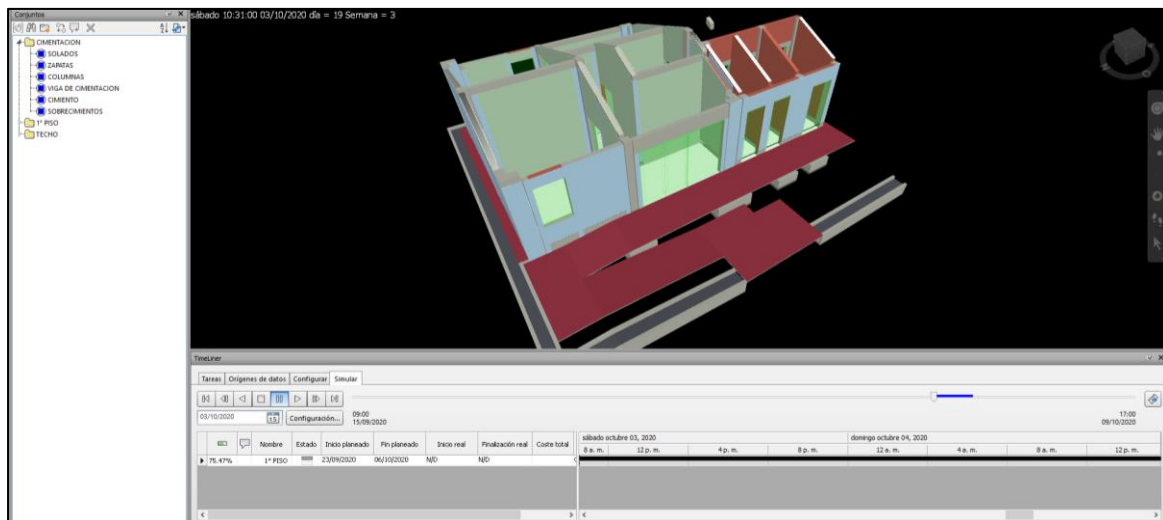 Conjuntos
sábado 10:31:00 03/10/2020 día = 19 Semana = 3
CIMENTACION
SOLADOS
ZAPATAS
COLUMNAS
VIGA DE CIMENTACION
CIMIENTO
SOBRECIMIENTOS
1° PISO
TECHO
TimeLiner
Tareas Orígenes de datos Configurar Simular
03/10/2020 15 Configuración... 09:00 17:00
15/09/2020 09/10/2020
Nombre Estado Inicio planeado Fin planeado Inicio real Finalización real Coste total
sábado octubre 03, 2020 domingo octubre 04, 2020
8 a. m. 12 p. m. 4 p. m. 8 p. m. 12 a. m. 4 a. m. 8 a. m. 12 p. m.
75.47% 1° PISO 23/09/2020 06/10/2020 N/D N/D